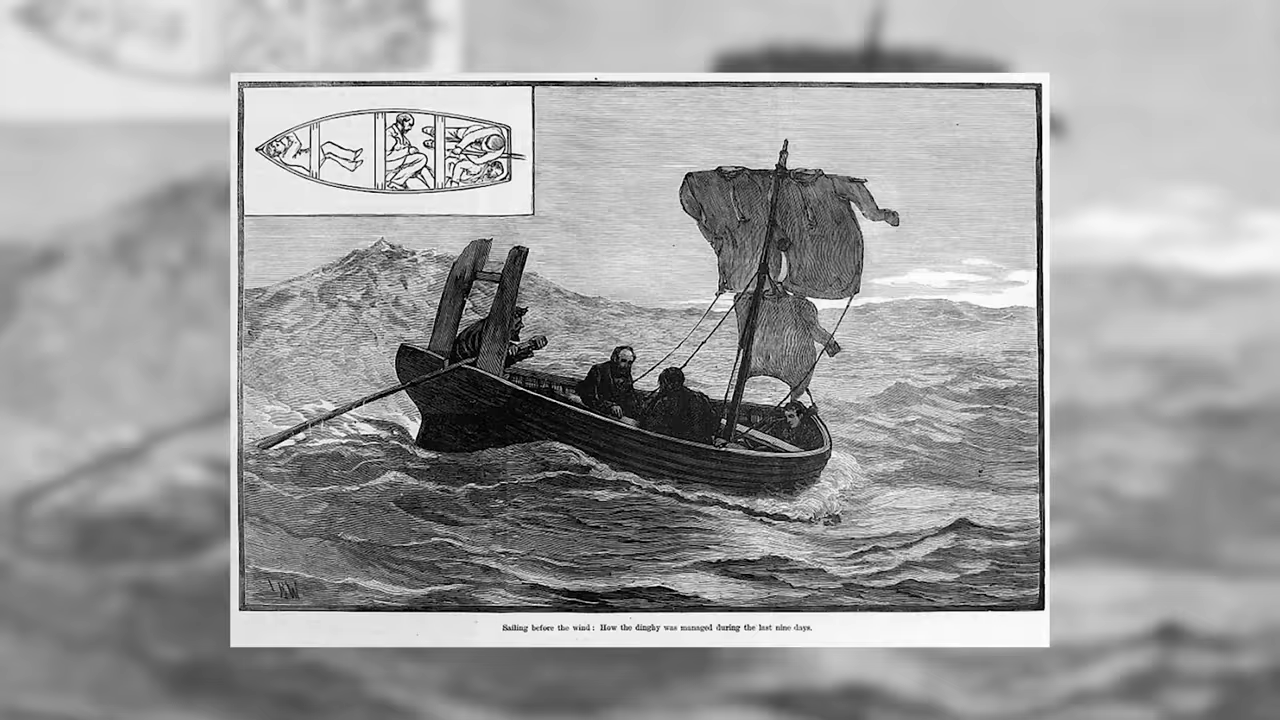 Sailing before the wind: How the dinghy was managed during the last nine days.